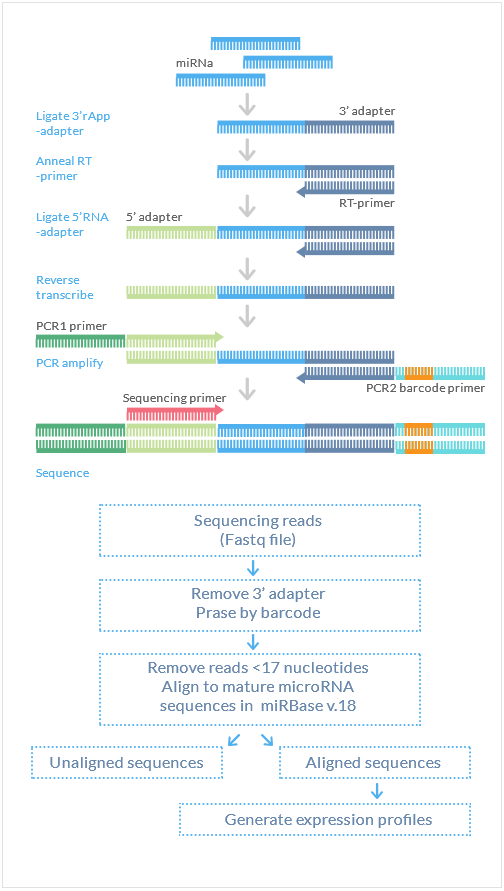 miRNa
Ligate 3’rApp
-adapter
3’ adapter
Anneal RT
-primer
RT-primer
Ligate 5’RNA
-adapter
5’ adapter
Reverse
transcribe
PCR1 primer
PCR amplify
PCR2 barcode primer
Sequencing primer
Sequence
Sequencing reads
(Fastq file)
Remove 3’ adapter
Prase by barcode
Remove reads <17 nucleotides
Align to mature microRNA
sequences in miRBase v.18
Unaligned sequences
Aligned sequences
Generate expression profiles